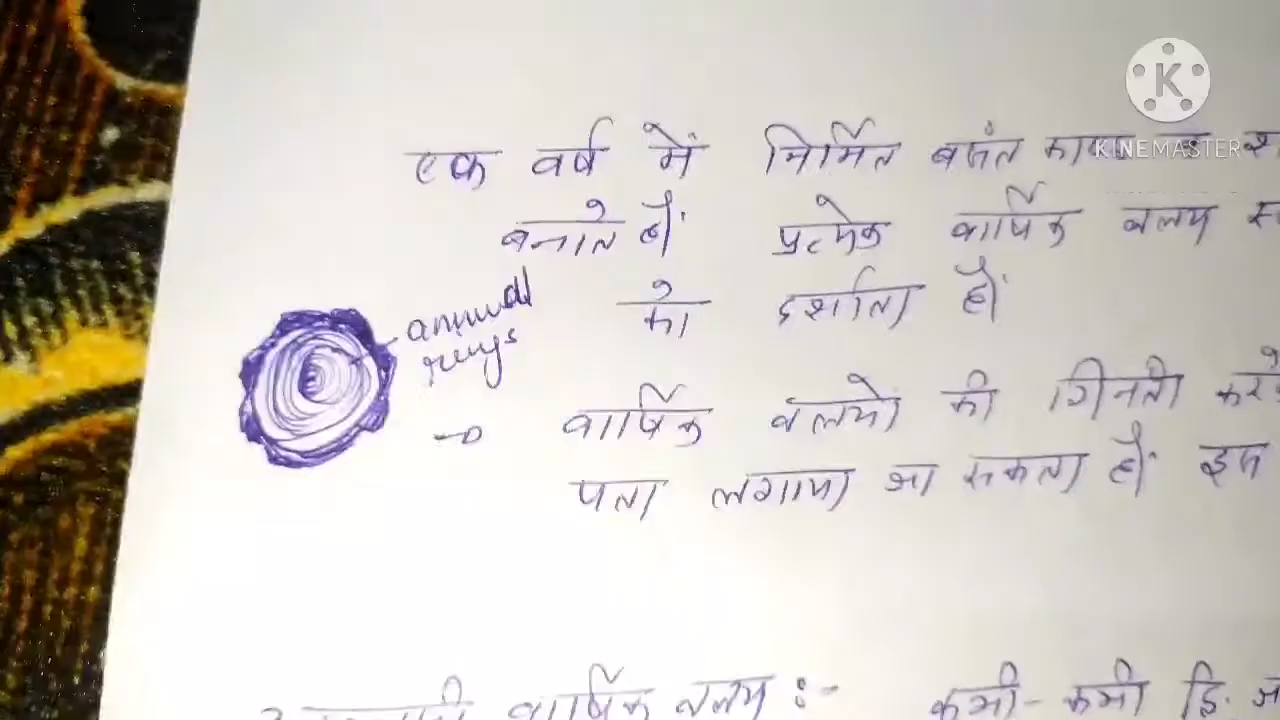 K
KINEMASTER
एक वर्ष में निर्मित बसंत काष्ठ
बनाते हैं प्रत्येक वार्षिक वलय
को दर्शाता हैं
annual
rings
→ वार्षिक वलयो की गिनती करके
पता लगाया जा सकता हैं इस
वार्षिक वलय :- कभी-कभी द्वि.